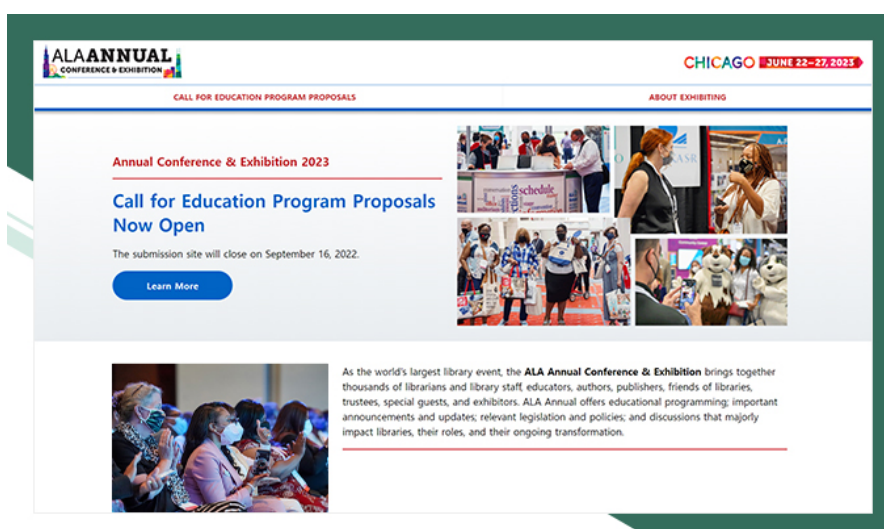 ALAANNUAL
CONFERENCE & EXHIBITION
CHICAGO JUNE 22–27, 2023
CALL FOR EDUCATION PROGRAM PROPOSALS
ABOUT EXHIBITING
Annual Conference & Exhibition 2023
Call for Education Program Proposals
Now Open
The submission site will close on September 16, 2022.
Learn More
schedule
As the world's largest library event, the ALA Annual Conference & Exhibition brings together
thousands of librarians and library staff, educators, authors, publishers, friends of libraries,
trustees, special guests, and exhibitors. ALA Annual offers educational programming; important
announcements and updates; relevant legislation and policies; and discussions that majorly
impact libraries, their roles, and their ongoing transformation.